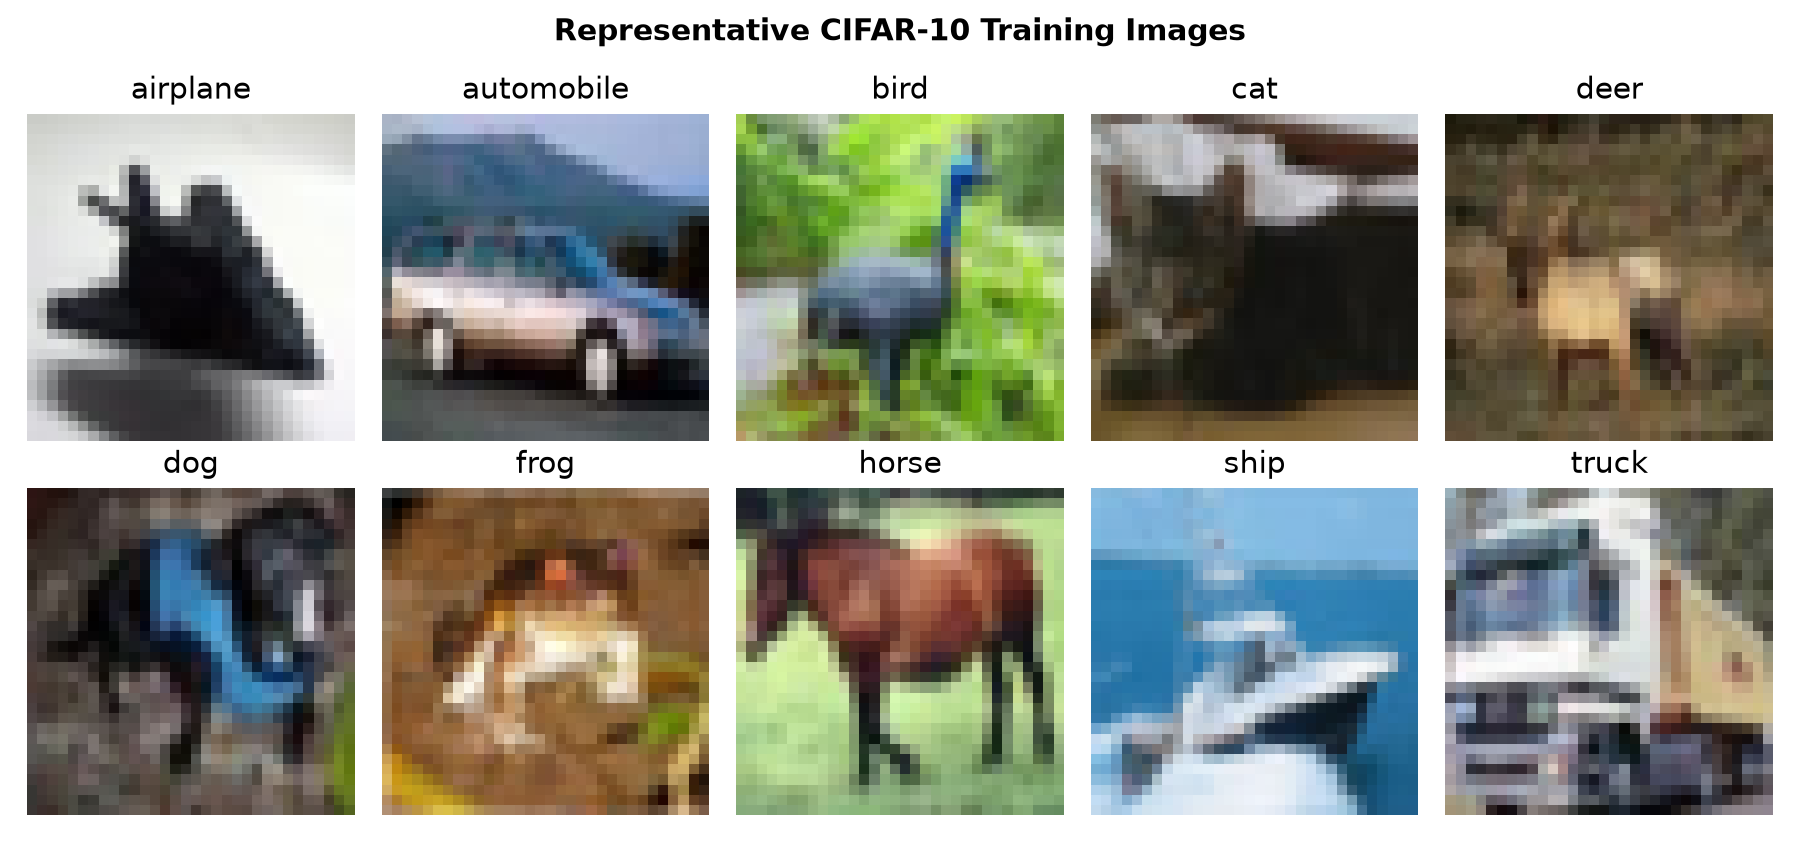 Representative CIFAR-10 Training Images
airplane automobile bird cat deer
dog frog horse ship truck